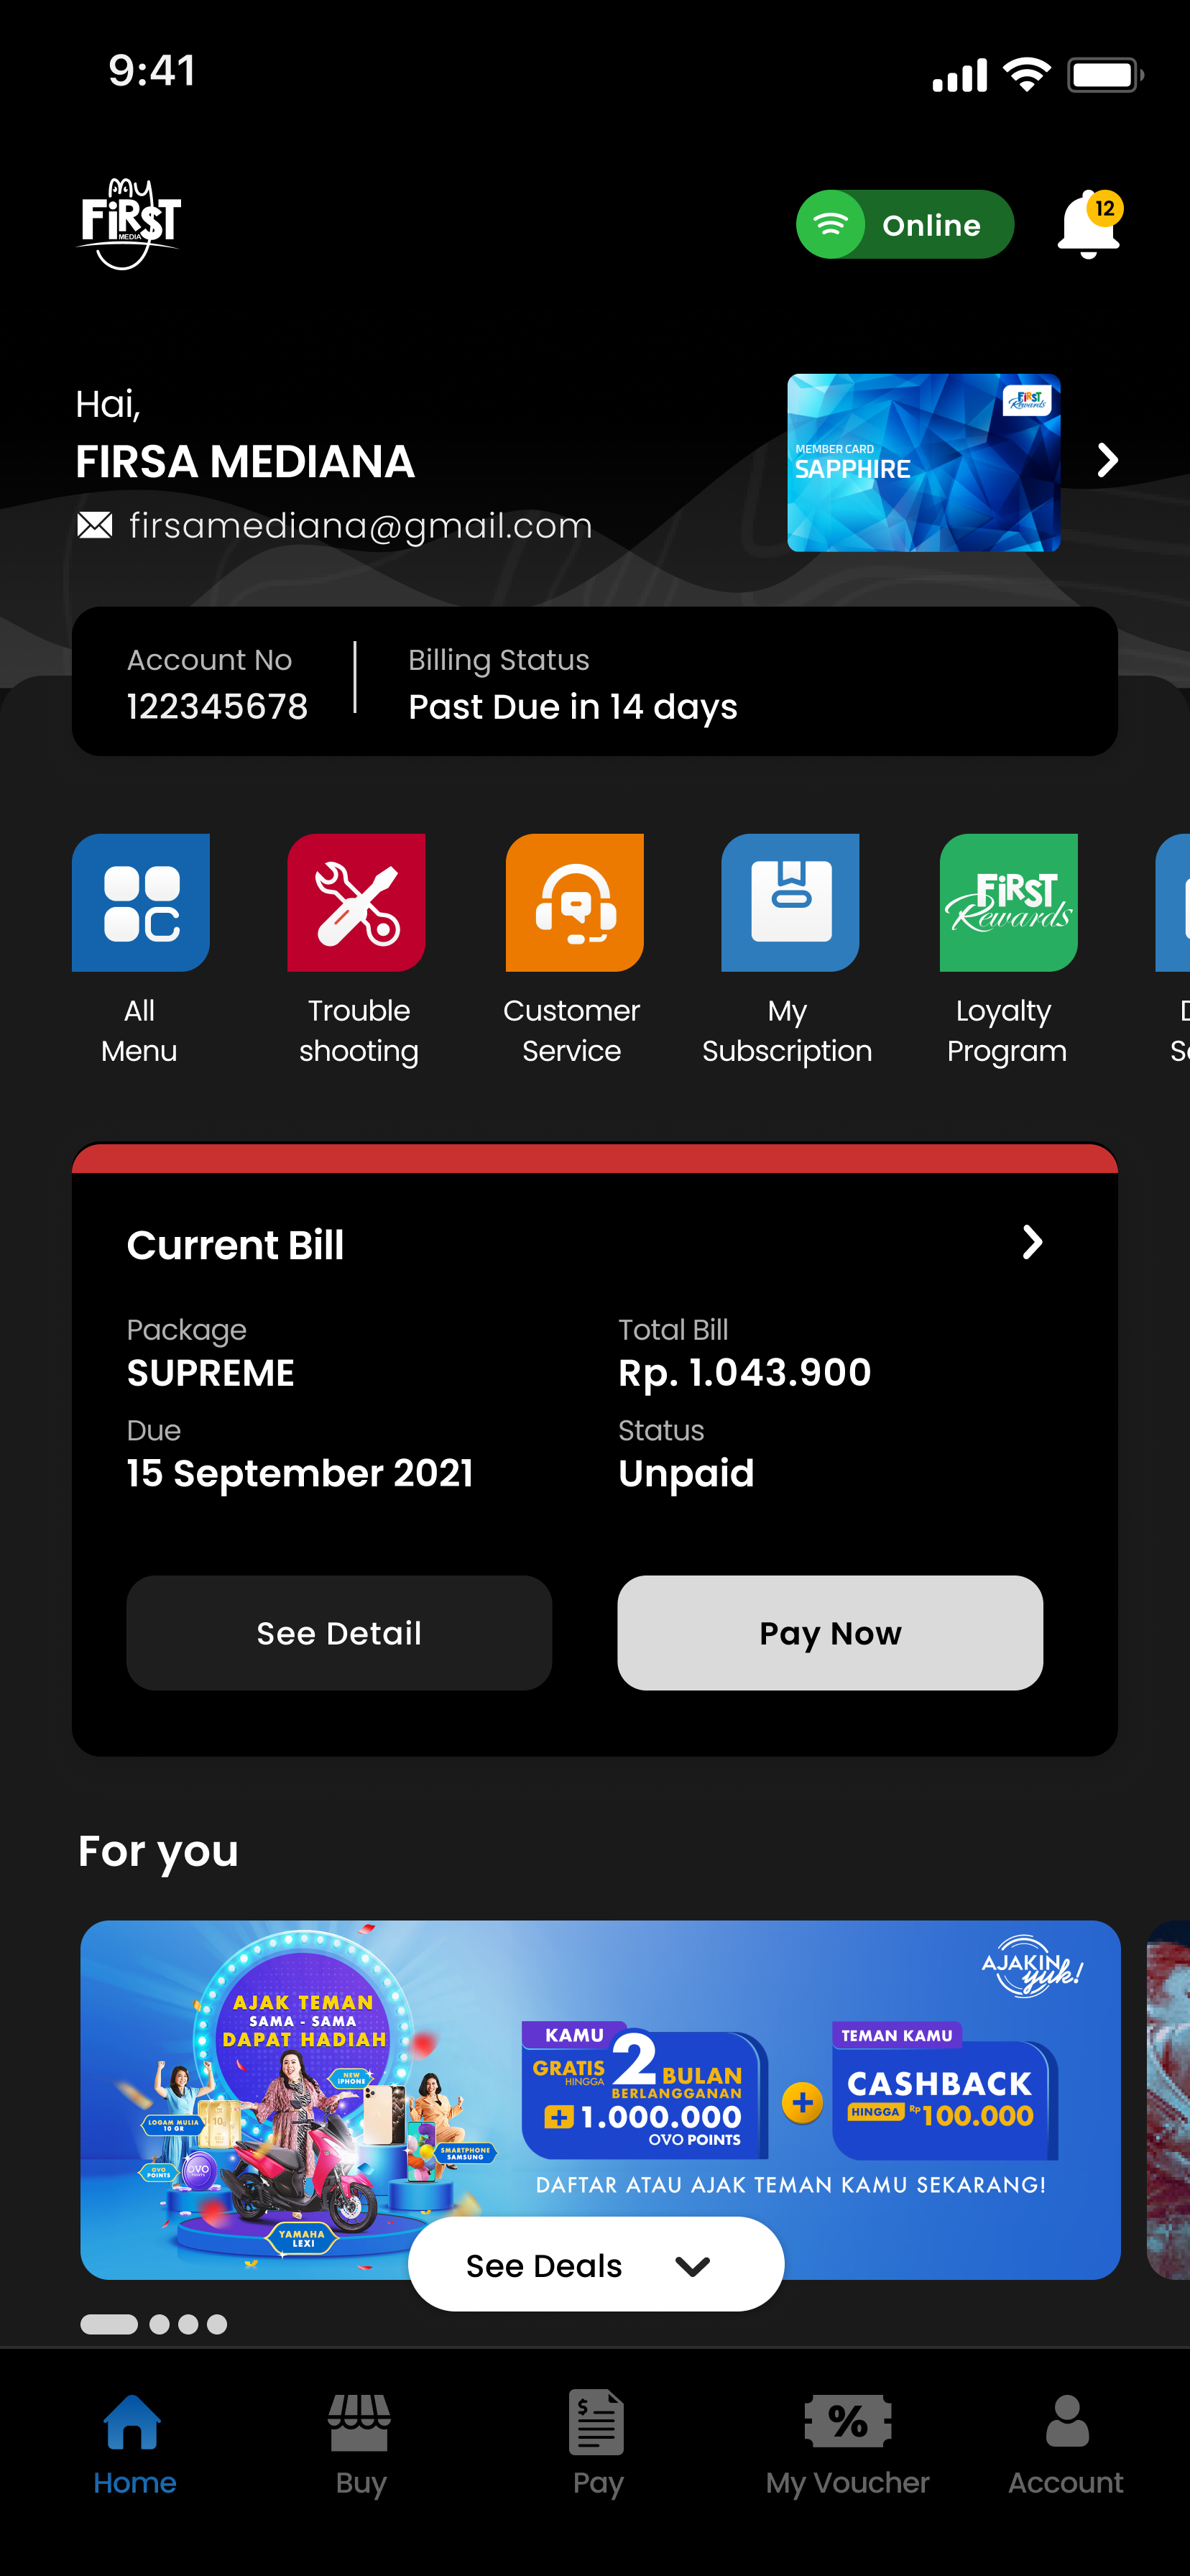 9:41
My
FiRST
MEDIA
Online
12
Hai,
FIRSA MEDIANA
firsamediana@gmail.com
FiRST
Rewards
MEMBER CARD
SAPPHIRE
Account No
122345678
Billing Status
Past Due in 14 days
FiRST
Rewards
All
Menu
Trouble
shooting
Customer
Service
My
Subscription
Loyalty
Program
Current Bill
Package
SUPREME
Total Bill
Rp. 1.043.900
Due
15 September 2021
Status
Unpaid
See Detail
Pay Now
For you
AJAKIN
yuk!
AJAK TEMAN
SAMA - SAMA
DAPAT HADIAH
NEW
IPHONE
LOGAM MULIA
10 GR
OVO
POINTS
OVO
SMARTPHONE
SAMSUNG
YAMAHA
LEXI
KAMU
GRATIS
HINGGA
2 BULAN
BERLANGGANAN
+ 1.000.000
OVO POINTS
+
TEMAN KAMU
CASHBACK
HINGGA Rp 100.000
DAFTAR ATAU AJAK TEMAN KAMU SEKARANG!
See Deals
$
%
Home
Buy
Pay
My Voucher
Account